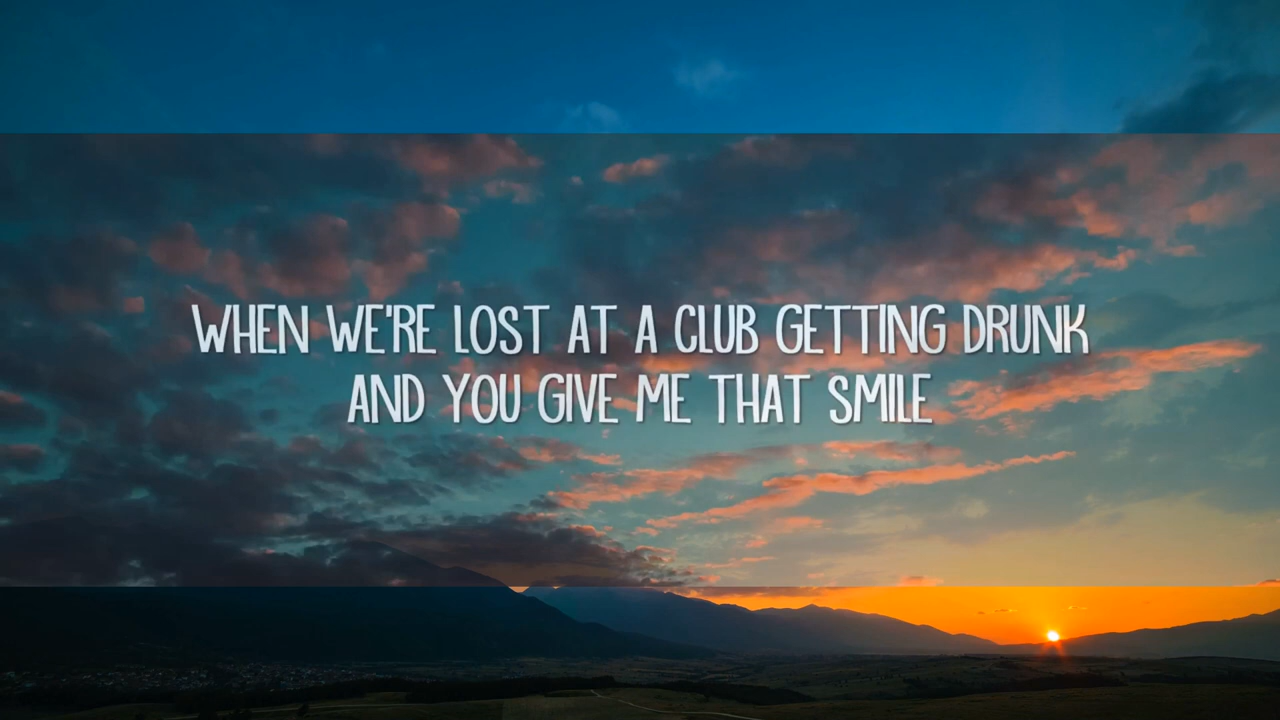 WHEN WE'RE LOST AT A CLUB GETTING DRUNK
AND YOU GIVE ME THAT SMILE